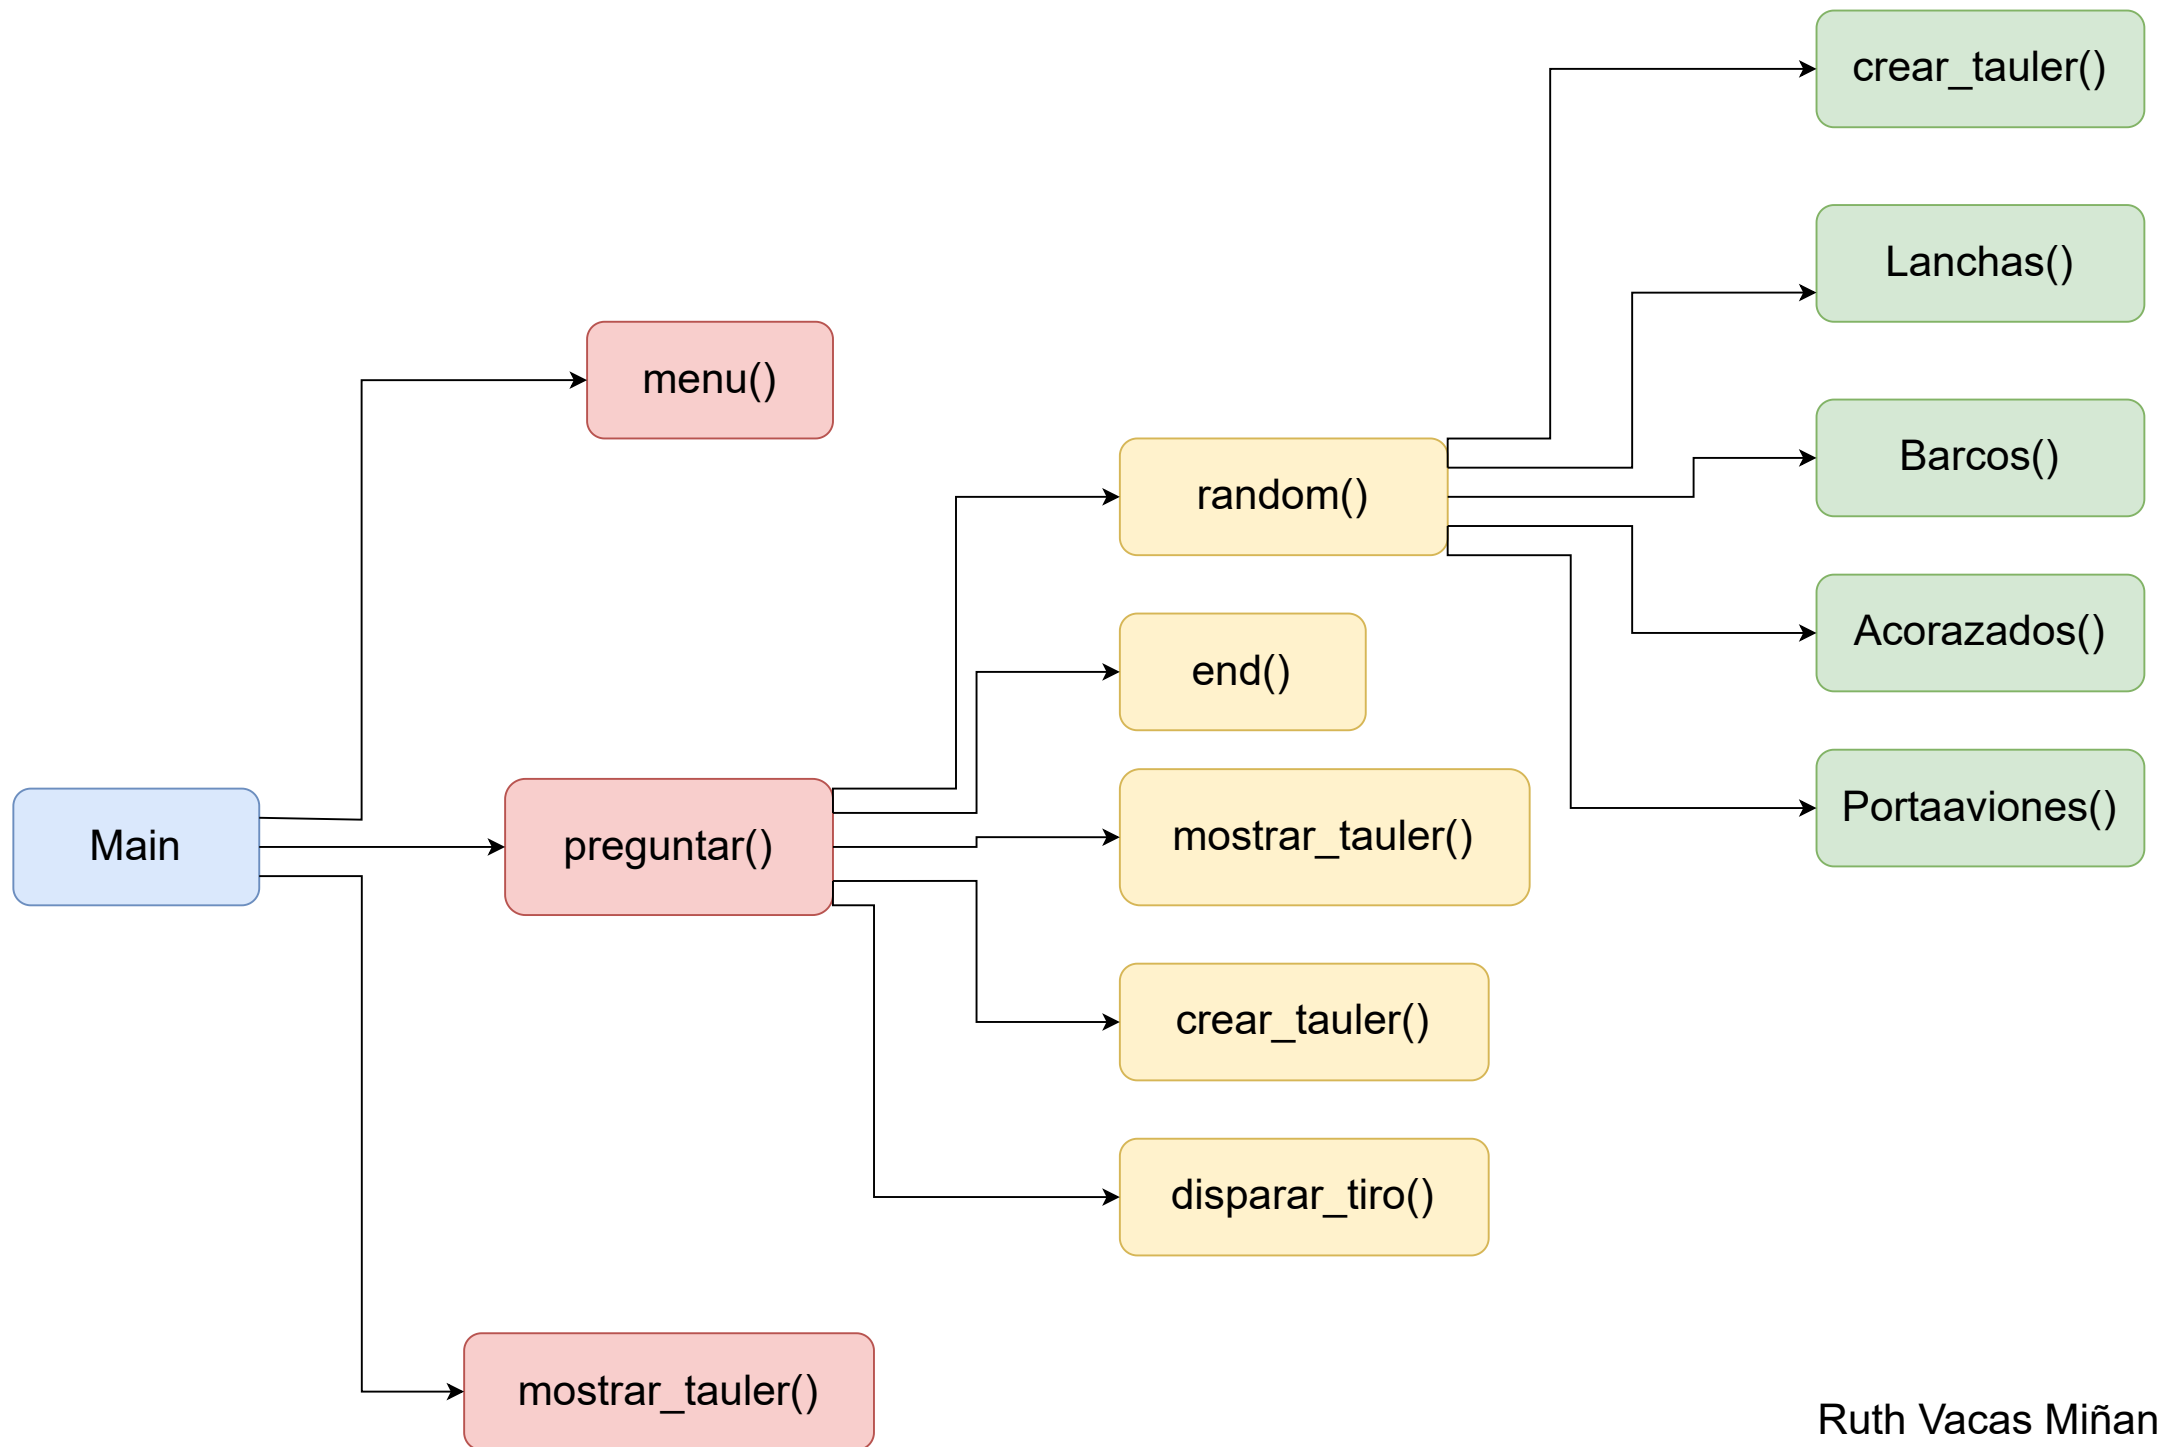 crear_tauler()
Lanchas()
menu()
Barcos()
random()
Acorazados()
end()
Portaaviones()
Main
preguntar()
mostrar_tauler()
crear_tauler()
disparar_tiro()
mostrar_tauler()
Ruth Vacas Miñan